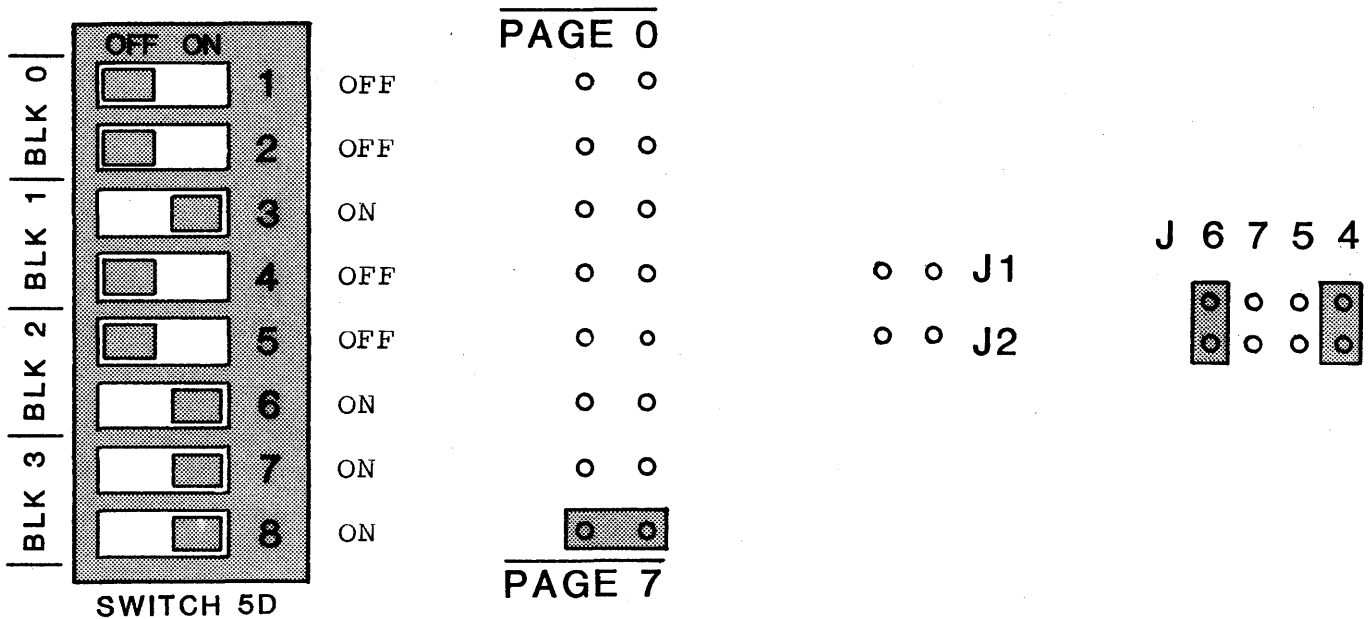 OFF ON
BLK 0
BLK 1
BLK 2
BLK 3
1 OFF
2 OFF
3 ON
4 OFF
5 OFF
6 ON
7 ON
8 ON
SWITCH 5D
PAGE 0
PAGE 7
J1
J2
J 6 7 5 4